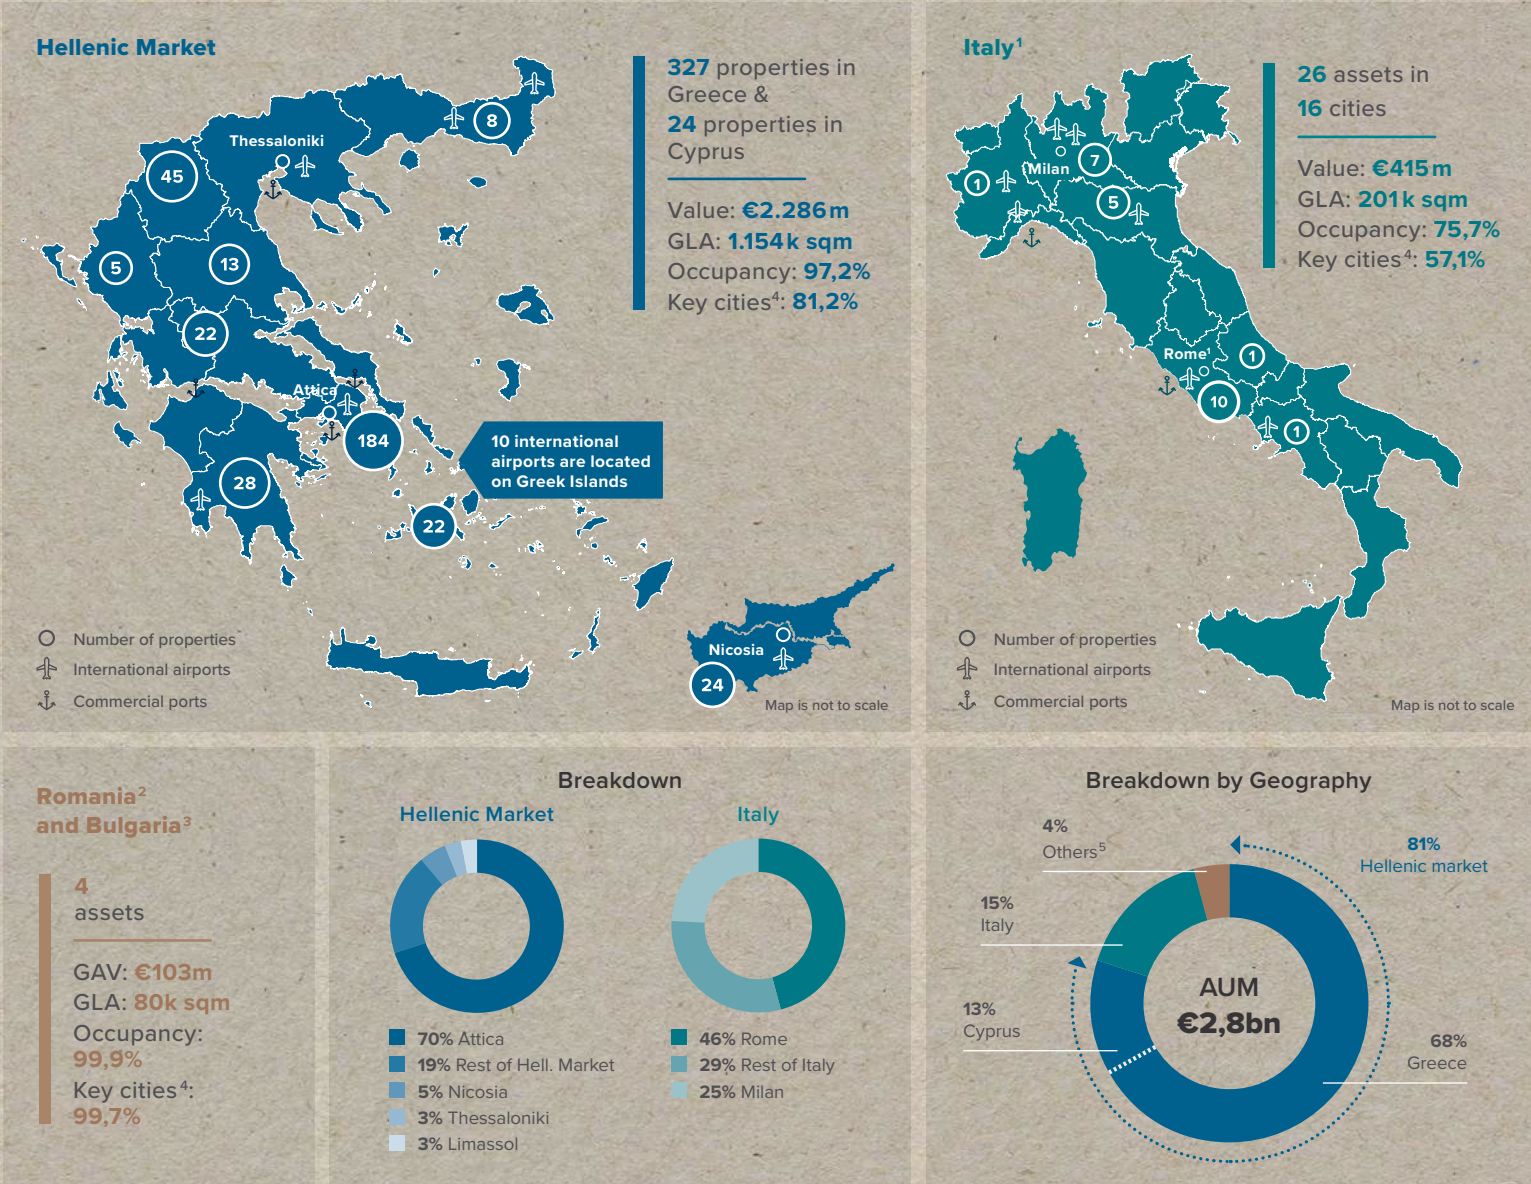 Hellenic Market
327 properties in
Greece &
24 properties in
Cyprus
Value: €2.286m
GLA: 1.154k sqm
Occupancy: 97,2%
Key cities4: 81,2%
8
Thessaloniki
45
5
13
22
Attica
184
10 international
airports are located
on Greek Islands
28
22
Nicosia
24
Number of properties
International airports
Commercial ports
Map is not to scale
Italy1
26 assets in
16 cities
Value: €415m
GLA: 201k sqm
Occupancy: 75,7%
Key cities4: 57,1%
7
Milan
1
5
Rome1
1
10
1
Number of properties
International airports
Commercial ports
Map is not to scale
Romania2
and Bulgaria3
4
assets
GAV: €103m
GLA: 80k sqm
Occupancy:
99,9%
Key cities4:
99,7%
Breakdown
Hellenic Market
70% Attica
19% Rest of Hell. Market
5% Nicosia
3% Thessaloniki
3% Limassol
Italy
46% Rome
29% Rest of Italy
25% Milan
Breakdown by Geography
4%
Others5
81%
Hellenic market
15%
Italy
AUM
€2,8bn
13%
Cyprus
68%
Greece